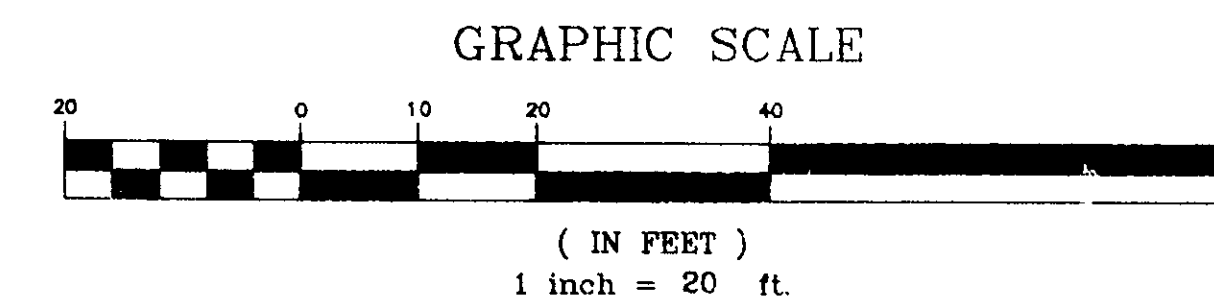 GRAPHIC SCALE
20 0 10 20 40
( IN FEET )
1 inch = 20 ft.